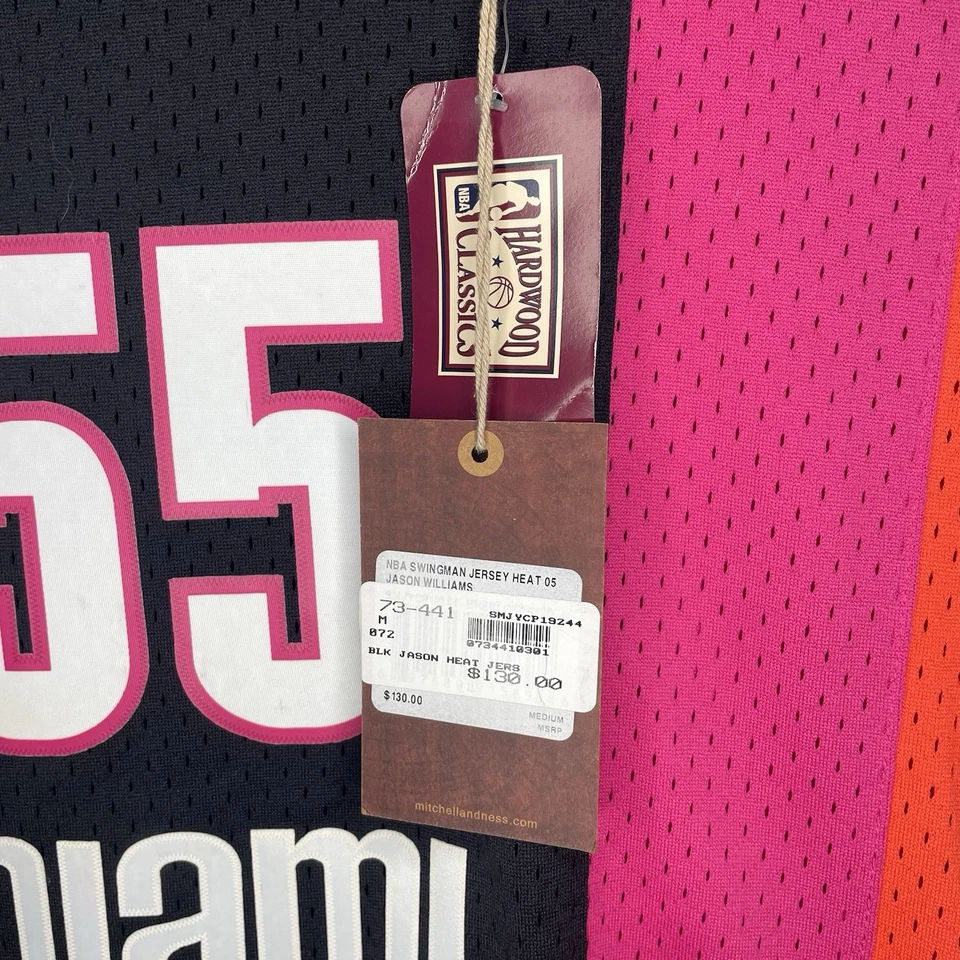 HARDWOOD
NBA
CLASSICS
55
NBA SWINGMAN JERSEY HEAT 05
JASON WILLIAMS
73-441
SMJYCP19244
M
072
0734410301
BLK JASON HEAT JERS
$130.00
$130.00
MEDIUM
MSRP
mitchellandness.com
miami